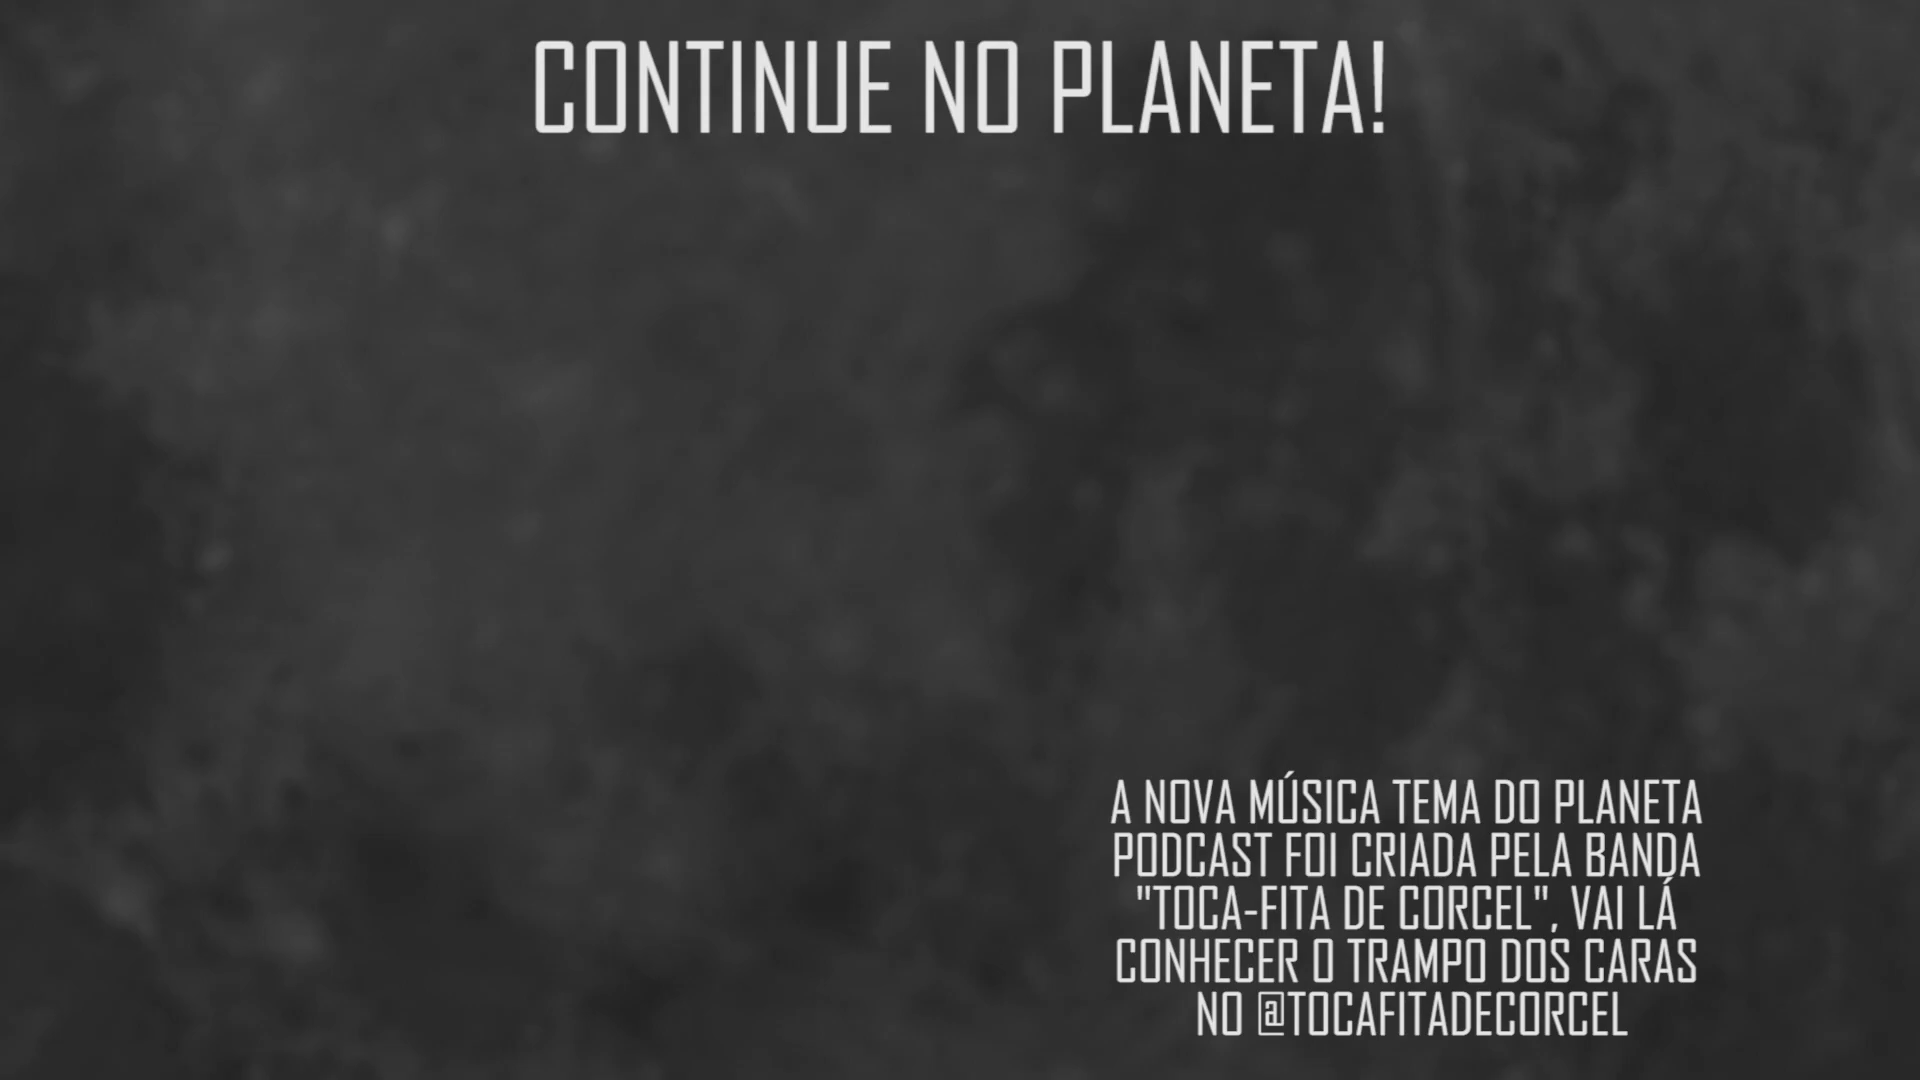 CONTINUE NO PLANETA!
A NOVA MÚSICA TEMA DO PLANETA
PODCAST FOI CRIADA PELA BANDA
"TOCA-FITA DE CORCEL", VAI LÁ
CONHECER O TRAMPO DOS CARAS
NO @TOCAFITADECORCEL